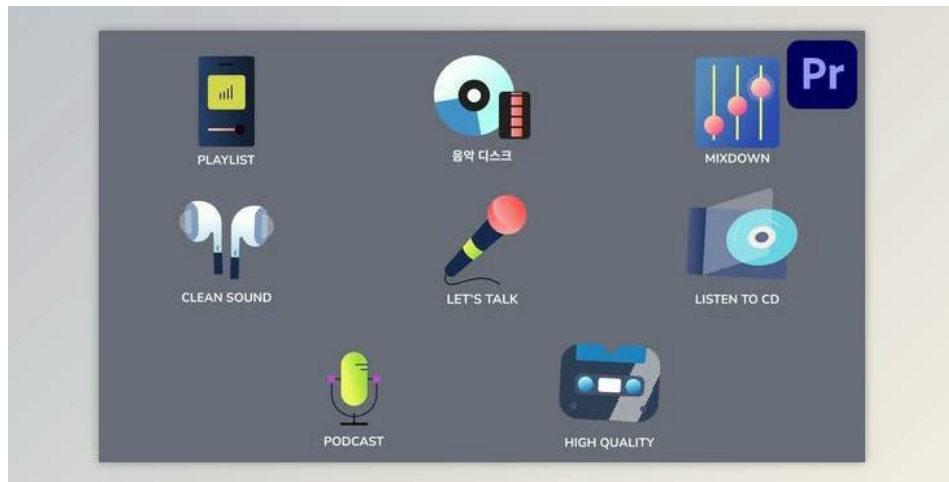 Pr
PLAYLIST
음악 디스크
MIXDOWN
CLEAN SOUND
LET'S TALK
LISTEN TO CD
PODCAST
HIGH QUALITY